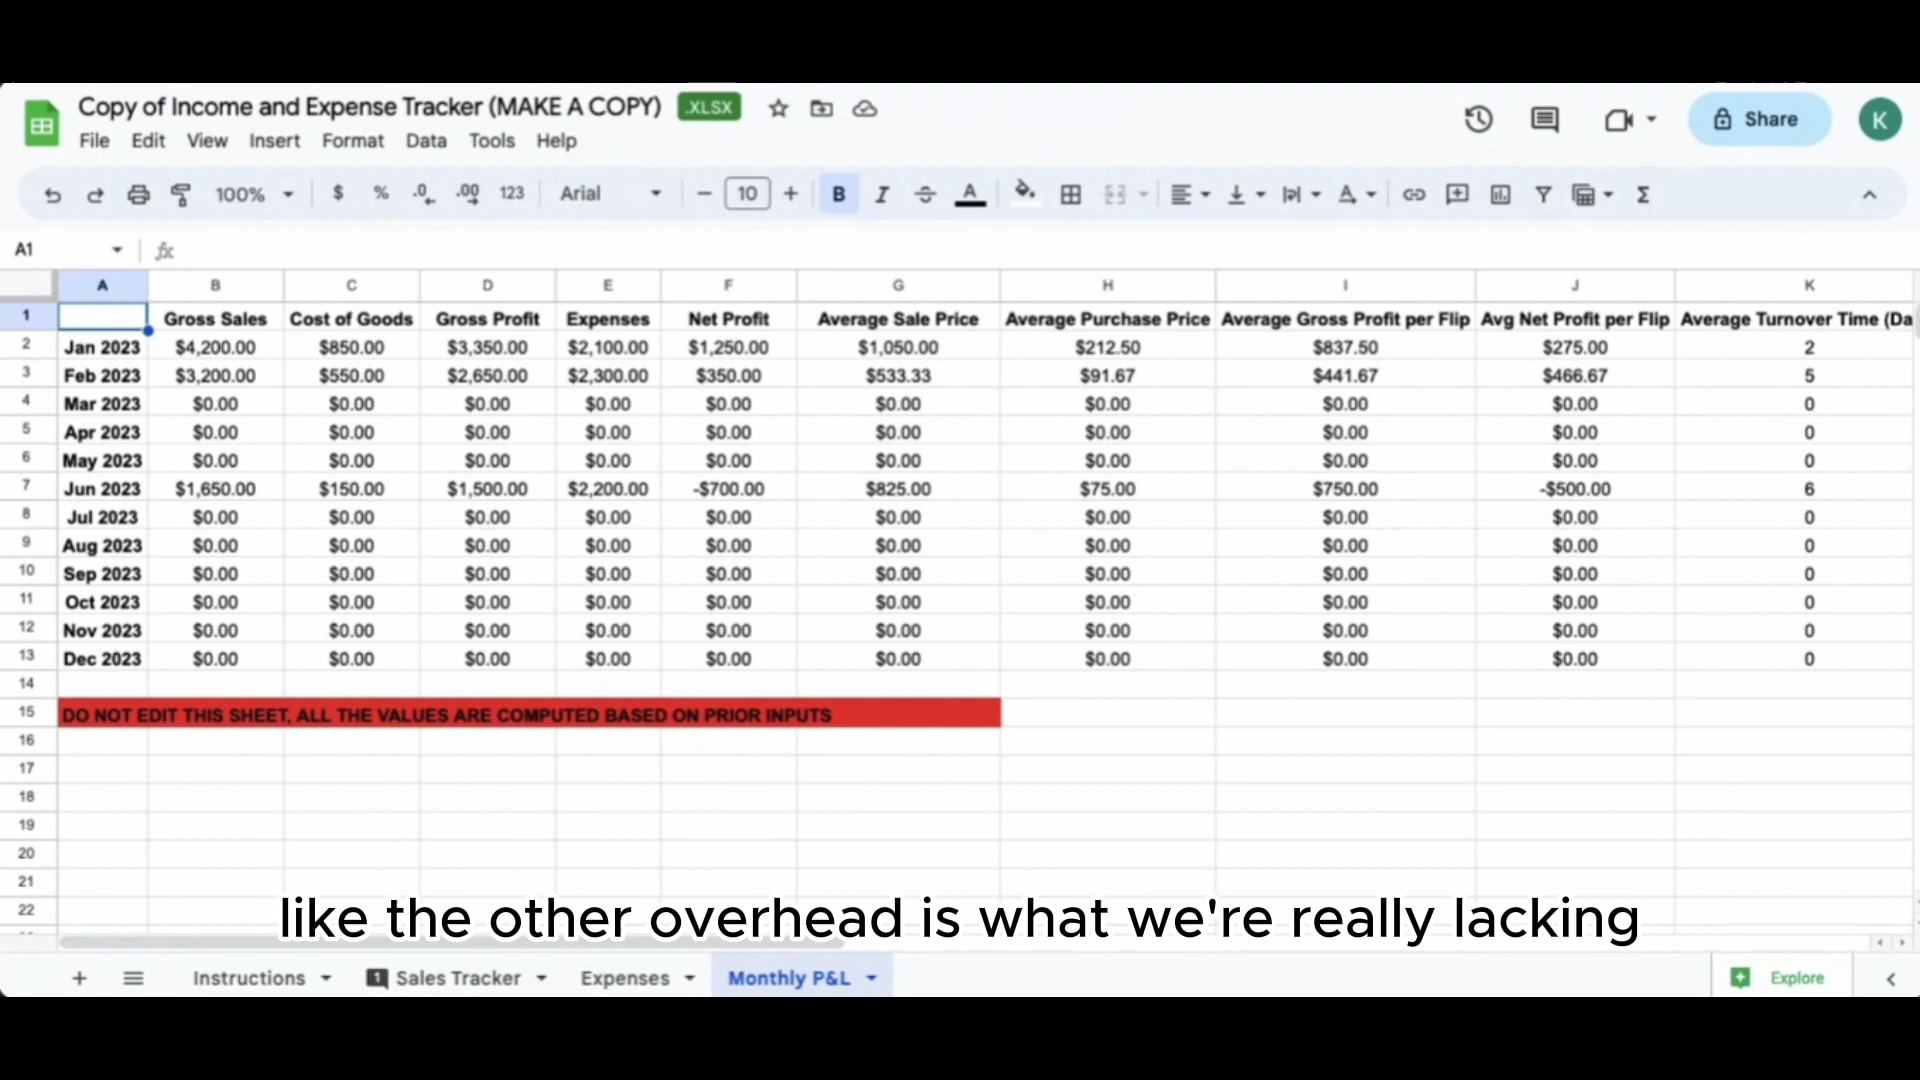 Copy of Income and Expense Tracker (MAKE A COPY) .XLSX
File Edit View Insert Format Data Tools Help
Share
K
100% $ % .0 .00 123 Arial 10 B I A
A1 fx
A B C D E F G H I J K
1 Gross Sales Cost of Goods Gross Profit Expenses Net Profit Average Sale Price Average Purchase Price Average Gross Profit per Flip Avg Net Profit per Flip Average Turnover Time (Da
2 Jan 2023 $4,200.00 $850.00 $3,350.00 $2,100.00 $1,250.00 $1,050.00 $212.50 $837.50 $275.00 2
3 Feb 2023 $3,200.00 $550.00 $2,650.00 $2,300.00 $350.00 $533.33 $91.67 $441.67 $466.67 5
4 Mar 2023 $0.00 $0.00 $0.00 $0.00 $0.00 $0.00 $0.00 $0.00 $0.00 0
5 Apr 2023 $0.00 $0.00 $0.00 $0.00 $0.00 $0.00 $0.00 $0.00 $0.00 0
6 May 2023 $0.00 $0.00 $0.00 $0.00 $0.00 $0.00 $0.00 $0.00 $0.00 0
7 Jun 2023 $1,650.00 $150.00 $1,500.00 $2,200.00 -$700.00 $825.00 $75.00 $750.00 -$500.00 6
8 Jul 2023 $0.00 $0.00 $0.00 $0.00 $0.00 $0.00 $0.00 $0.00 $0.00 0
9 Aug 2023 $0.00 $0.00 $0.00 $0.00 $0.00 $0.00 $0.00 $0.00 $0.00 0
10 Sep 2023 $0.00 $0.00 $0.00 $0.00 $0.00 $0.00 $0.00 $0.00 $0.00 0
11 Oct 2023 $0.00 $0.00 $0.00 $0.00 $0.00 $0.00 $0.00 $0.00 $0.00 0
12 Nov 2023 $0.00 $0.00 $0.00 $0.00 $0.00 $0.00 $0.00 $0.00 $0.00 0
13 Dec 2023 $0.00 $0.00 $0.00 $0.00 $0.00 $0.00 $0.00 $0.00 $0.00 0
14
15 DO NOT EDIT THIS SHEET, ALL THE VALUES ARE COMPUTED BASED ON PRIOR INPUTS
16
17
18
19
20
21
22
like the other overhead is what we're really lacking
Instructions 1 Sales Tracker Expenses Monthly P&L Explore